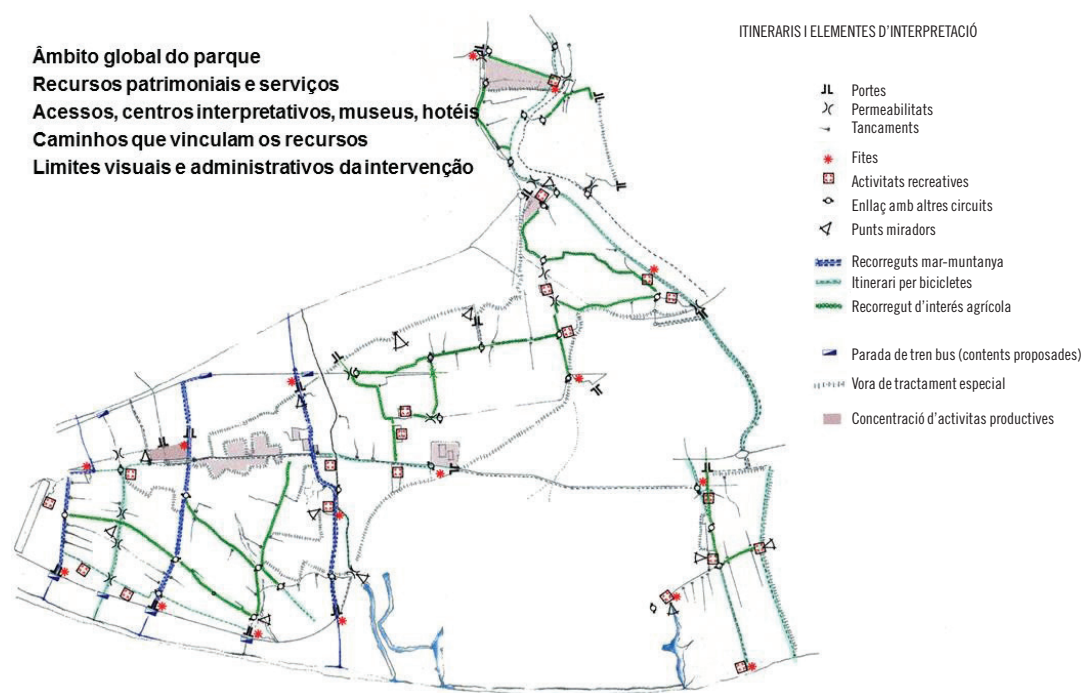 Âmbito global do parque
Recursos patrimoniais e serviços
Acessos, centros interpretativos, museus, hotéis
Caminhos que vinculam os recursos
Limites visuais e administrativos da intervenção
ITINERARIS I ELEMENTES D'INTERPRETACIÓ
Portes
Permeabilitats
Tancaments
Fites
Activitats recreatives
Enllaç amb altres circuits
Punts miradors
Recorreguts mar-muntanya
Itinerari per bicicletes
Recorregut d'interés agrícola
Parada de tren bus (contents proposades)
Vora de tractament especial
Concentració d'activitas productives